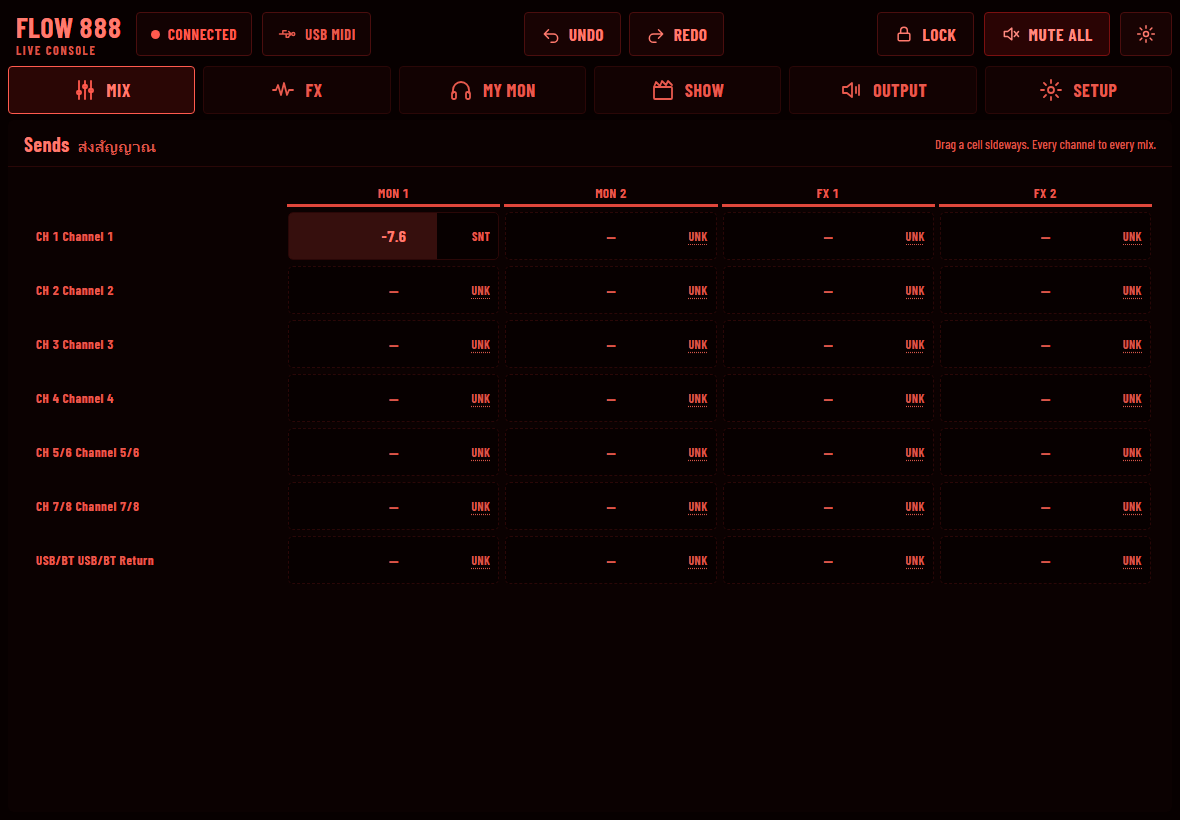 FLOW 888
LIVE CONSOLE
CONNECTED
USB MIDI
UNDO
REDO
LOCK
MUTE ALL
MIX
FX
MY MON
SHOW
OUTPUT
SETUP
Sends ส่งสัญญาณ
Drag a cell sideways. Every channel to every mix.
MON 1 MON 2 FX 1 FX 2
CH 1 Channel 1 -7.6 SNT – UNK – UNK – UNK
CH 2 Channel 2 – UNK – UNK – UNK – UNK
CH 3 Channel 3 – UNK – UNK – UNK – UNK
CH 4 Channel 4 – UNK – UNK – UNK – UNK
CH 5/6 Channel 5/6 – UNK – UNK – UNK – UNK
CH 7/8 Channel 7/8 – UNK – UNK – UNK – UNK
USB/BT USB/BT Return – UNK – UNK – UNK – UNK